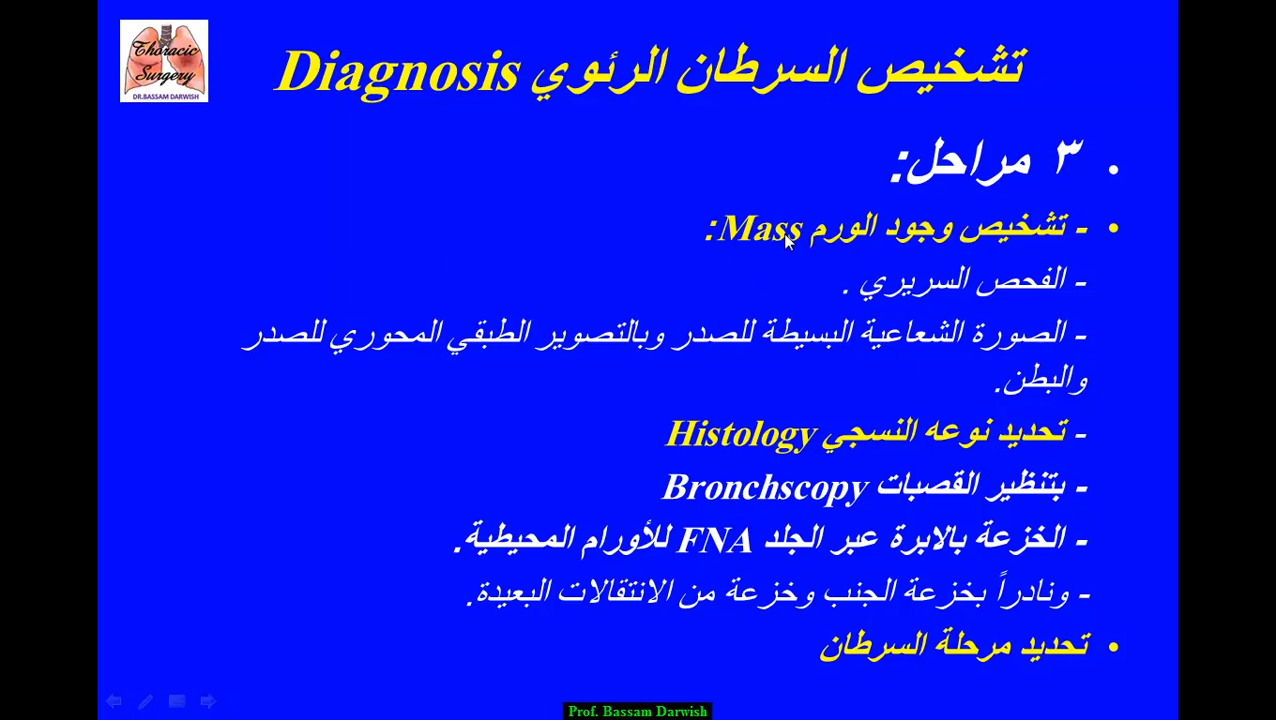 Thoracic
Surgery
DR.BASSAM DARWISH
تشخيص السرطان الرئوي Diagnosis
• ٣ مراحل:
• - تشخيص وجود الورم Mass:
- الفحص السريري .
- الصورة الشعاعية البسيطة للصدر وبالتصوير الطبقي المحوري للصدر
والبطن.
- تحديد نوعه النسجي Histology
- بتنظير القصبات Bronchscopy
- الخزعة بالابرة عبر الجلد FNA للأورام المحيطية.
- ونادراً بخزعة الجنب وخزعة من الانتقالات البعيدة.
• تحديد مرحلة السرطان
Prof. Bassam Darwish